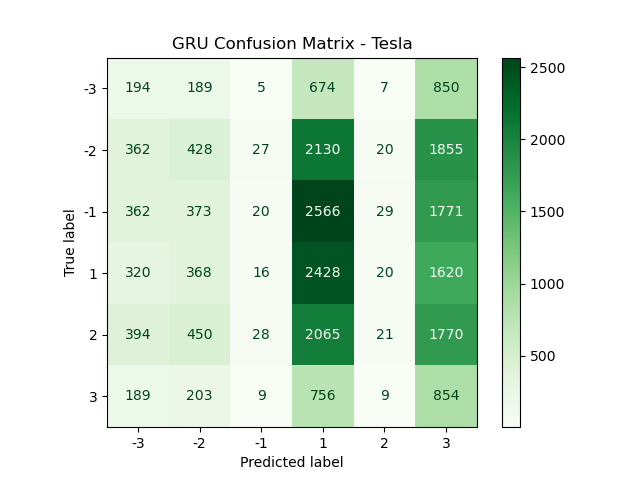 GRU Confusion Matrix - Tesla
-3 194 189 5 674 7 850
-2 362 428 27 2130 20 1855
-1 362 373 20 2566 29 1771
1 320 368 16 2428 20 1620
2 394 450 28 2065 21 1770
3 189 203 9 756 9 854
-3 -2 -1 1 2 3
Predicted label
True label
2500
2000
1500
1000
500